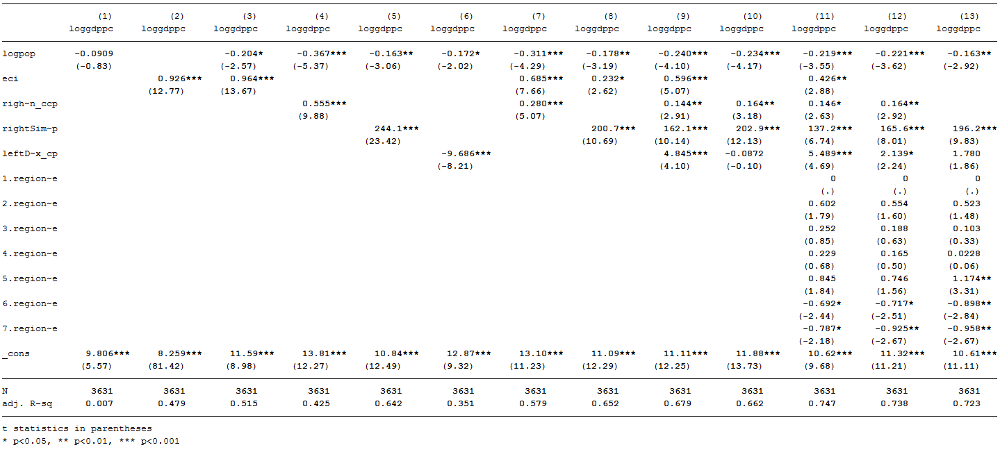 (1) (2) (3) (4) (5) (6) (7) (8) (9) (10) (11) (12) (13)
loggdppc loggdppc loggdppc loggdppc loggdppc loggdppc loggdppc loggdppc loggdppc loggdppc loggdppc loggdppc loggdppc
logpop -0.0909 -0.204* -0.367*** -0.163** -0.172* -0.311*** -0.178** -0.240*** -0.234*** -0.219*** -0.221*** -0.163**
(-0.83) (-2.57) (-5.37) (-3.06) (-2.02) (-4.29) (-3.19) (-4.10) (-4.17) (-3.55) (-3.62) (-2.92)
eci 0.926*** 0.964*** 0.685*** 0.232* 0.596*** 0.426**
(12.77) (13.67) (7.66) (2.62) (5.07) (2.88)
righ~n_ccp 0.555*** 0.280*** 0.144** 0.164** 0.146* 0.164**
(9.88) (5.07) (2.91) (3.18) (2.63) (2.92)
rightSim~p 244.1*** 200.7*** 162.1*** 202.9*** 137.2*** 165.6*** 196.2***
(23.42) (10.69) (10.14) (12.13) (6.74) (8.01) (9.83)
leftD~x_cp -9.686*** 4.845*** -0.0872 5.489*** 2.139* 1.780
(-8.21) (4.10) (-0.10) (4.69) (2.24) (1.86)
1.region~e 0 0 0
(.) (.) (.)
2.region~e 0.602 0.554 0.523
(1.79) (1.60) (1.48)
3.region~e 0.252 0.188 0.103
(0.85) (0.63) (0.33)
4.region~e 0.229 0.165 0.0228
(0.68) (0.50) (0.06)
5.region~e 0.845 0.746 1.174**
(1.84) (1.56) (3.31)
6.region~e -0.692* -0.717* -0.898**
(-2.44) (-2.51) (-2.84)
7.region~e -0.787* -0.925** -0.958**
(-2.18) (-2.67) (-2.67)
_cons 9.806*** 8.259*** 11.59*** 13.81*** 10.84*** 12.87*** 13.10*** 11.09*** 11.11*** 11.88*** 10.62*** 11.32*** 10.61***
(5.57) (81.42) (8.98) (12.27) (12.49) (9.32) (11.23) (12.29) (12.25) (13.73) (9.68) (11.21) (11.11)
N 3631 3631 3631 3631 3631 3631 3631 3631 3631 3631 3631 3631 3631
adj. R-sq 0.007 0.479 0.515 0.425 0.642 0.351 0.579 0.652 0.679 0.662 0.747 0.738 0.723
t statistics in parentheses
* p<0.05, ** p<0.01, *** p<0.001